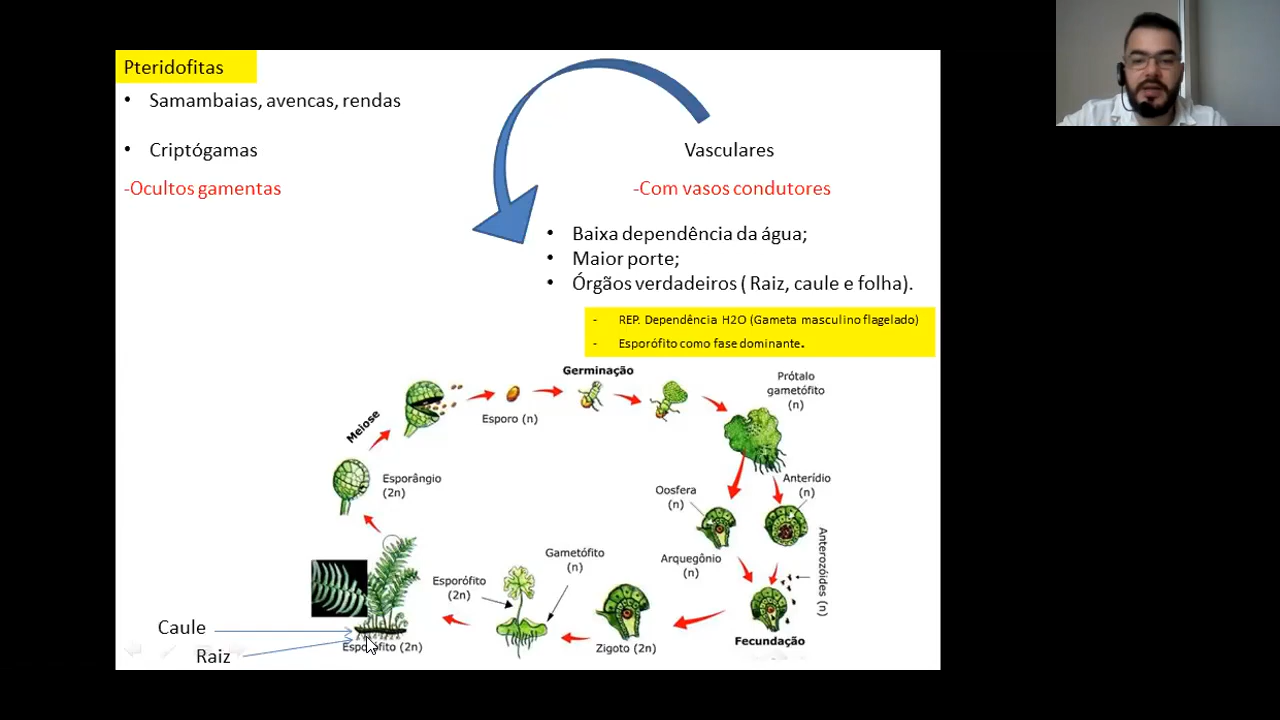 Pteridofitas
• Samambaias, avencas, rendas
• Criptógamas
-Ocultos gamentas
Vasculares
-Com vasos condutores
• Baixa dependência da água;
• Maior porte;
• Órgãos verdadeiros ( Raiz, caule e folha).
- REP. Dependência H2O (Gameta masculino flagelado)
- Esporófito como fase dominante.
Germinação
Prótalo
gametófito
(n)
Esporo (n)
Meiose
Esporângio
(2n)
Oosfera
(n)
Anterídio
(n)
Arquegônio
(n)
Anterozóides (n)
Gametófito
(n)
Esporófito
(2n)
Fecundação
Zigoto (2n)
Esporófito (2n)
Caule
Raiz